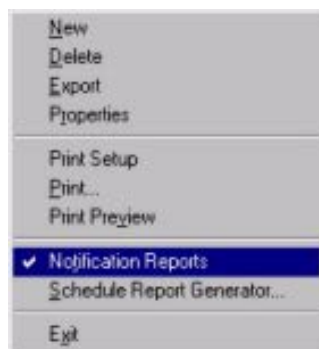 New
Delete
Export
Properties
Print Setup
Print...
Print Preview
Notification Reports
Schedule Report Generator...
Exit